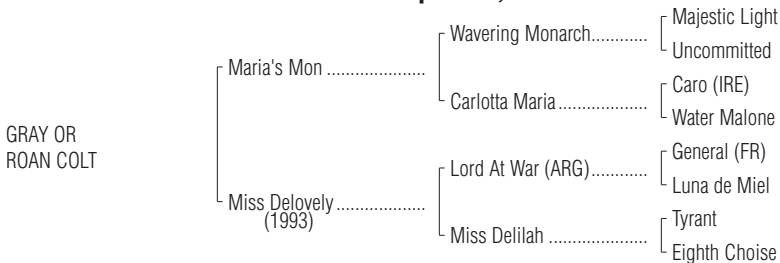 Majestic Light
Wavering Monarch............
Uncommitted
Maria's Mon ......................
Caro (IRE)
Carlotta Maria....................
Water Malone
GRAY OR
ROAN COLT
General (FR)
Lord At War (ARG)............
Luna de Miel
Miss Delovely ....................
(1993)
Tyrant
Miss Delilah ......................
Eighth Choise